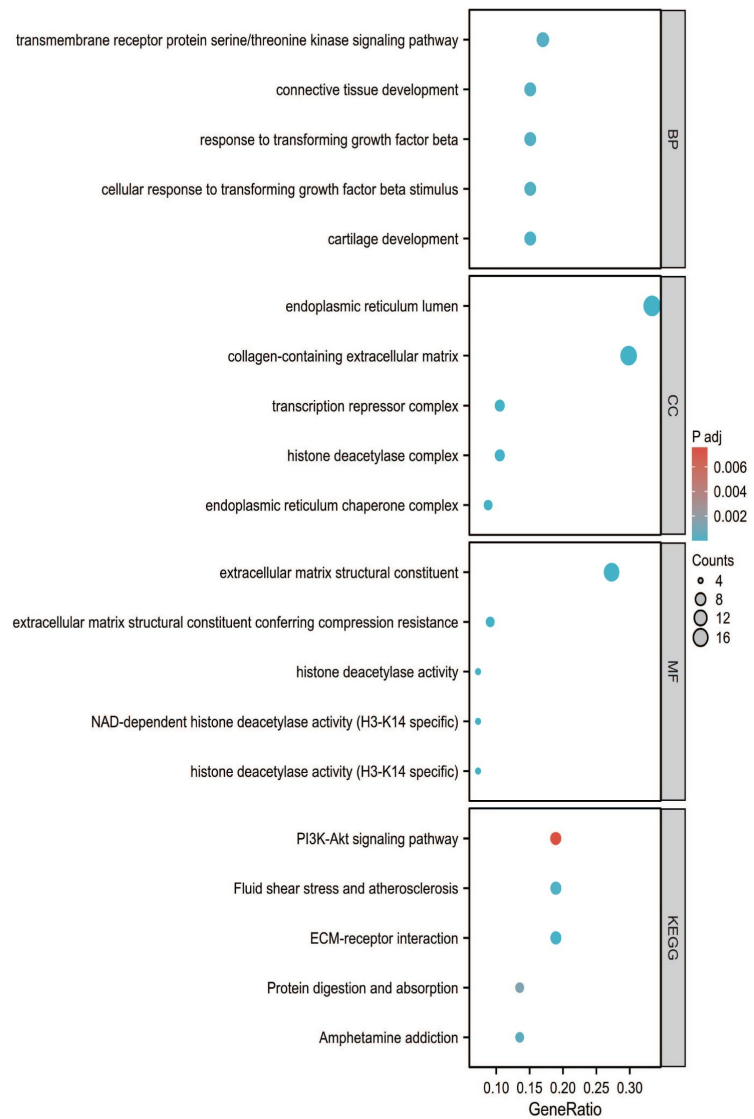 transmembrane receptor protein serine/threonine kinase signaling pathway
connective tissue development
response to transforming growth factor beta
cellular response to transforming growth factor beta stimulus
cartilage development
BP
endoplasmic reticulum lumen
collagen-containing extracellular matrix
transcription repressor complex
histone deacetylase complex
endoplasmic reticulum chaperone complex
CC
extracellular matrix structural constituent
extracellular matrix structural constituent conferring compression resistance
histone deacetylase activity
NAD-dependent histone deacetylase activity (H3-K14 specific)
histone deacetylase activity (H3-K14 specific)
MF
PI3K-Akt signaling pathway
Fluid shear stress and atherosclerosis
ECM-receptor interaction
Protein digestion and absorption
Amphetamine addiction
KEGG
0.10 0.15 0.20 0.25 0.30
GeneRatio
P adj
0.006
0.004
0.002
Counts
4
8
12
16